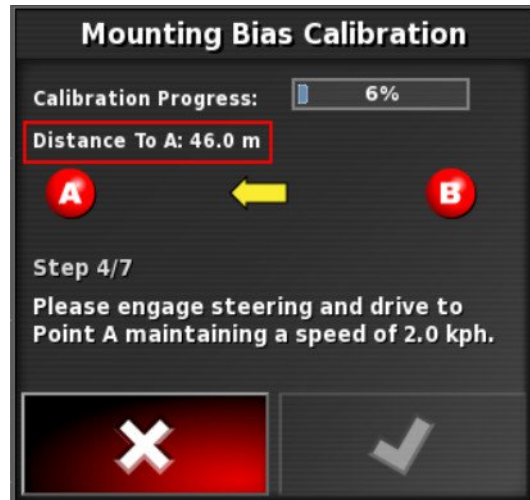 Mounting Bias Calibration
Calibration Progress: 6%
Distance To A: 46.0 m
A B
Step 4/7
Please engage steering and drive to
Point A maintaining a speed of 2.0 kph.